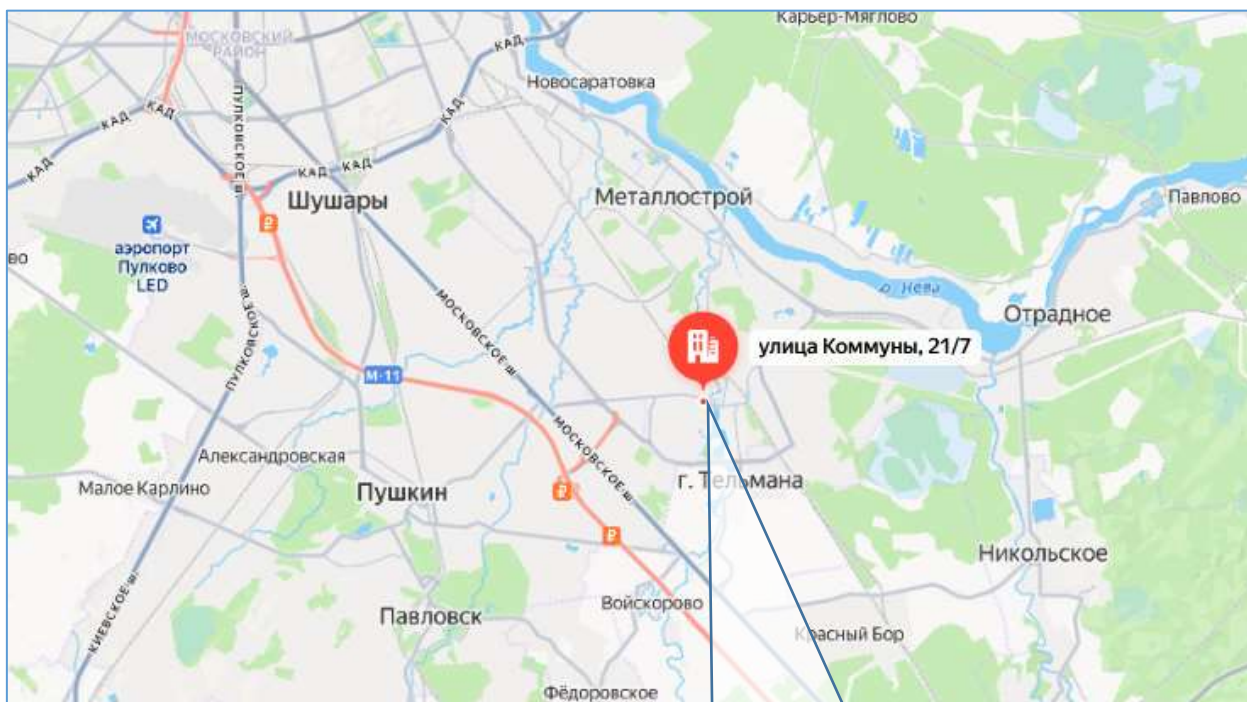 Карьер-Мяглово
МОСКОВСКИЙ
РАЙОН
КАД
Новосаратовка
КАД
КАД
КАД
ПУЛКОВСКОЕ ш.
КАД
КАД
КАД
КАД
Шушары
Металлострой
Павлово
аэропорт
Пулково
LED
во
р. Нева
Отрадное
МОСКОВСКОЕ ш.
ПУЛКОВСКОЕ ш.
улица Коммуны, 21/7
М-11
МОСКОВСКОЕ ш.
Александровская
Малое Карлино
Пушкин
г. Тельмана
Никольское
КИЕВСКОЕ ш.
Павловск
Войскорово
Красный Бор
Фёдоровское